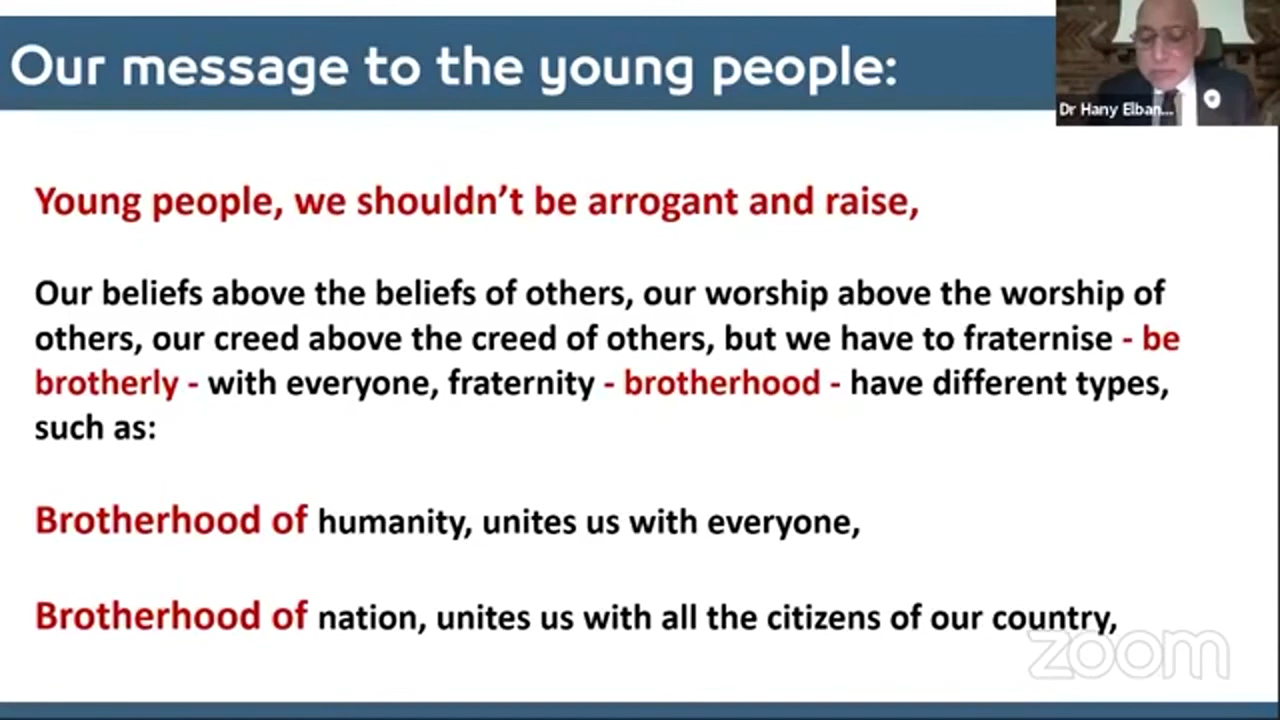 Our message to the young people:
Dr Hany Elban...
Young people, we shouldn’t be arrogant and raise,
Our beliefs above the beliefs of others, our worship above the worship of
others, our creed above the creed of others, but we have to fraternise - be
brotherly - with everyone, fraternity - brotherhood - have different types,
such as:
Brotherhood of humanity, unites us with everyone,
Brotherhood of nation, unites us with all the citizens of our country,
zoom